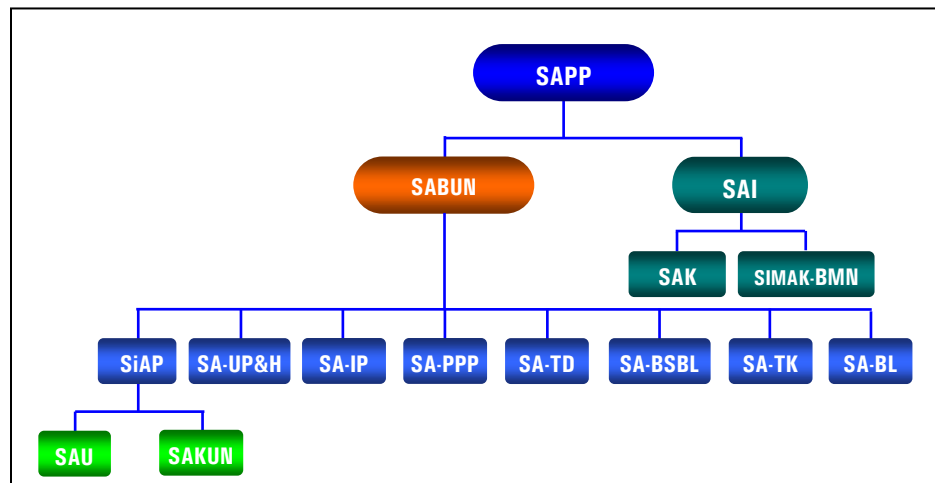 SAPP
SABUN
SAI
SAK
SIMAK-BMN
SiAP
SA-UP&H
SA-IP
SA-PPP
SA-TD
SA-BSBL
SA-TK
SA-BL
SAU
SAKUN